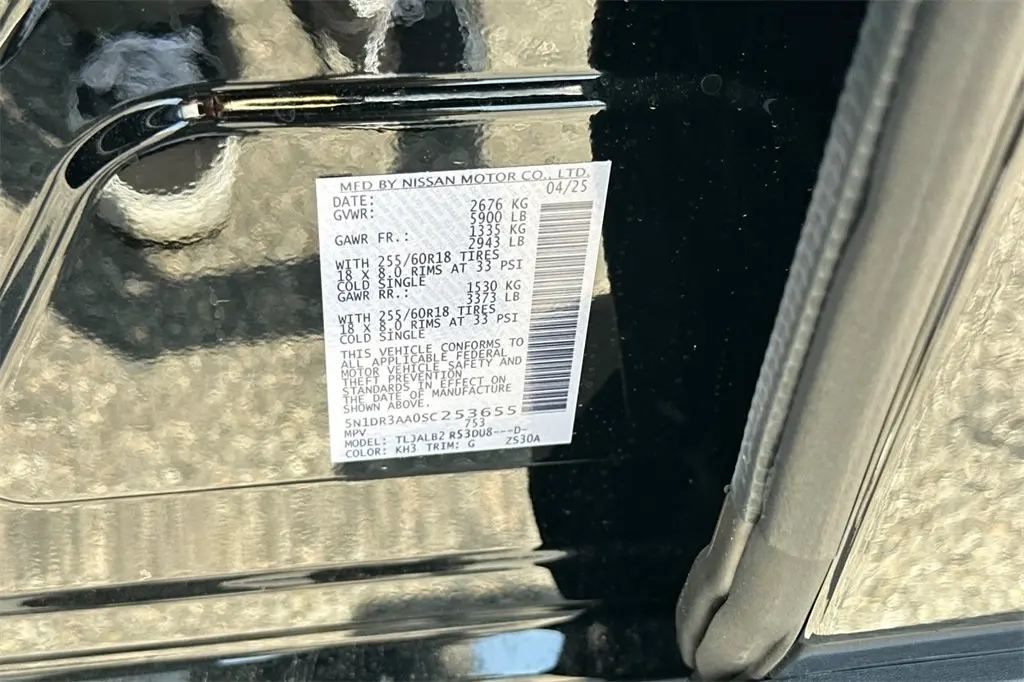 MFD BY NISSAN MOTOR CO., LTD.
DATE: 04/25
GVWR: 2676 KG
5900 LB
GAWR FR.: 1335 KG
2943 LB
WITH 255/60R18 TIRES
18 X 8.0 RIMS AT 33 PSI
COLD SINGLE
GAWR RR.: 1530 KG
3373 LB
WITH 255/60R18 TIRES
18 X 8.0 RIMS AT 33 PSI
COLD SINGLE
THIS VEHICLE CONFORMS TO
ALL APPLICABLE FEDERAL
MOTOR VEHICLE SAFETY AND
THEFT PREVENTION
STANDARDS IN EFFECT ON
THE DATE OF MANUFACTURE
SHOWN ABOVE.
5N1DR3AA0SC253655
MPV 753
MODEL: TLJALB2 R53DU8---D-
COLOR: KH3 TRIM: G ZS30A